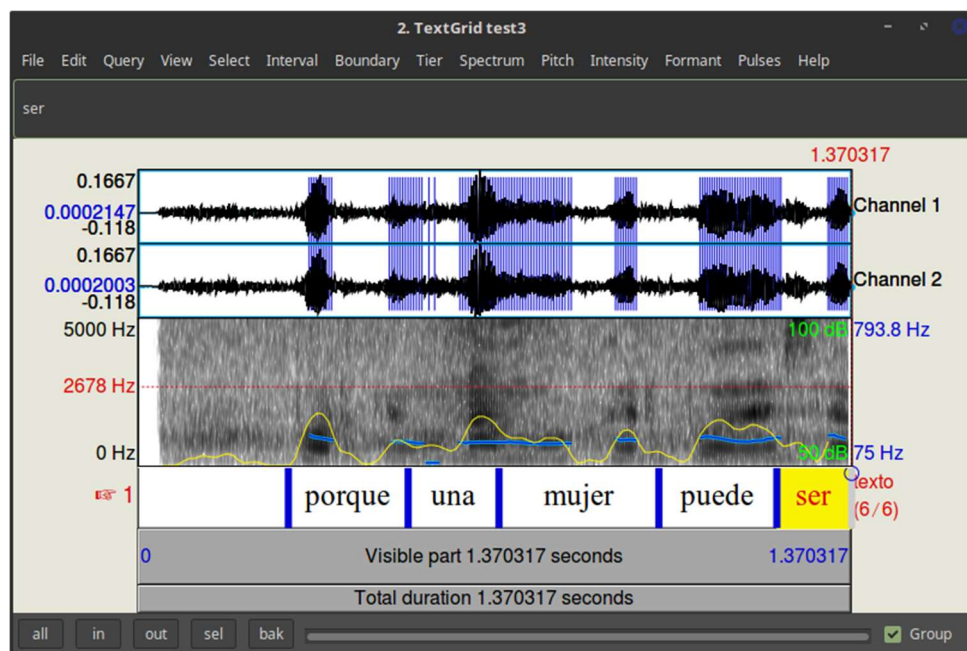 2. TextGrid test3
File Edit Query View Select Interval Boundary Tier Spectrum Pitch Intensity Formant Pulses Help
ser
1.370317
0.1667
0.0002147
-0.118
Channel 1
0.1667
0.0002003
-0.118
Channel 2
5000 Hz
100 dB
793.8 Hz
2678 Hz
0 Hz
50 dB
75 Hz
☞ 1
porque una mujer puede ser
texto
(6/6)
0 Visible part 1.370317 seconds 1.370317
Total duration 1.370317 seconds
all in out sel bak Group